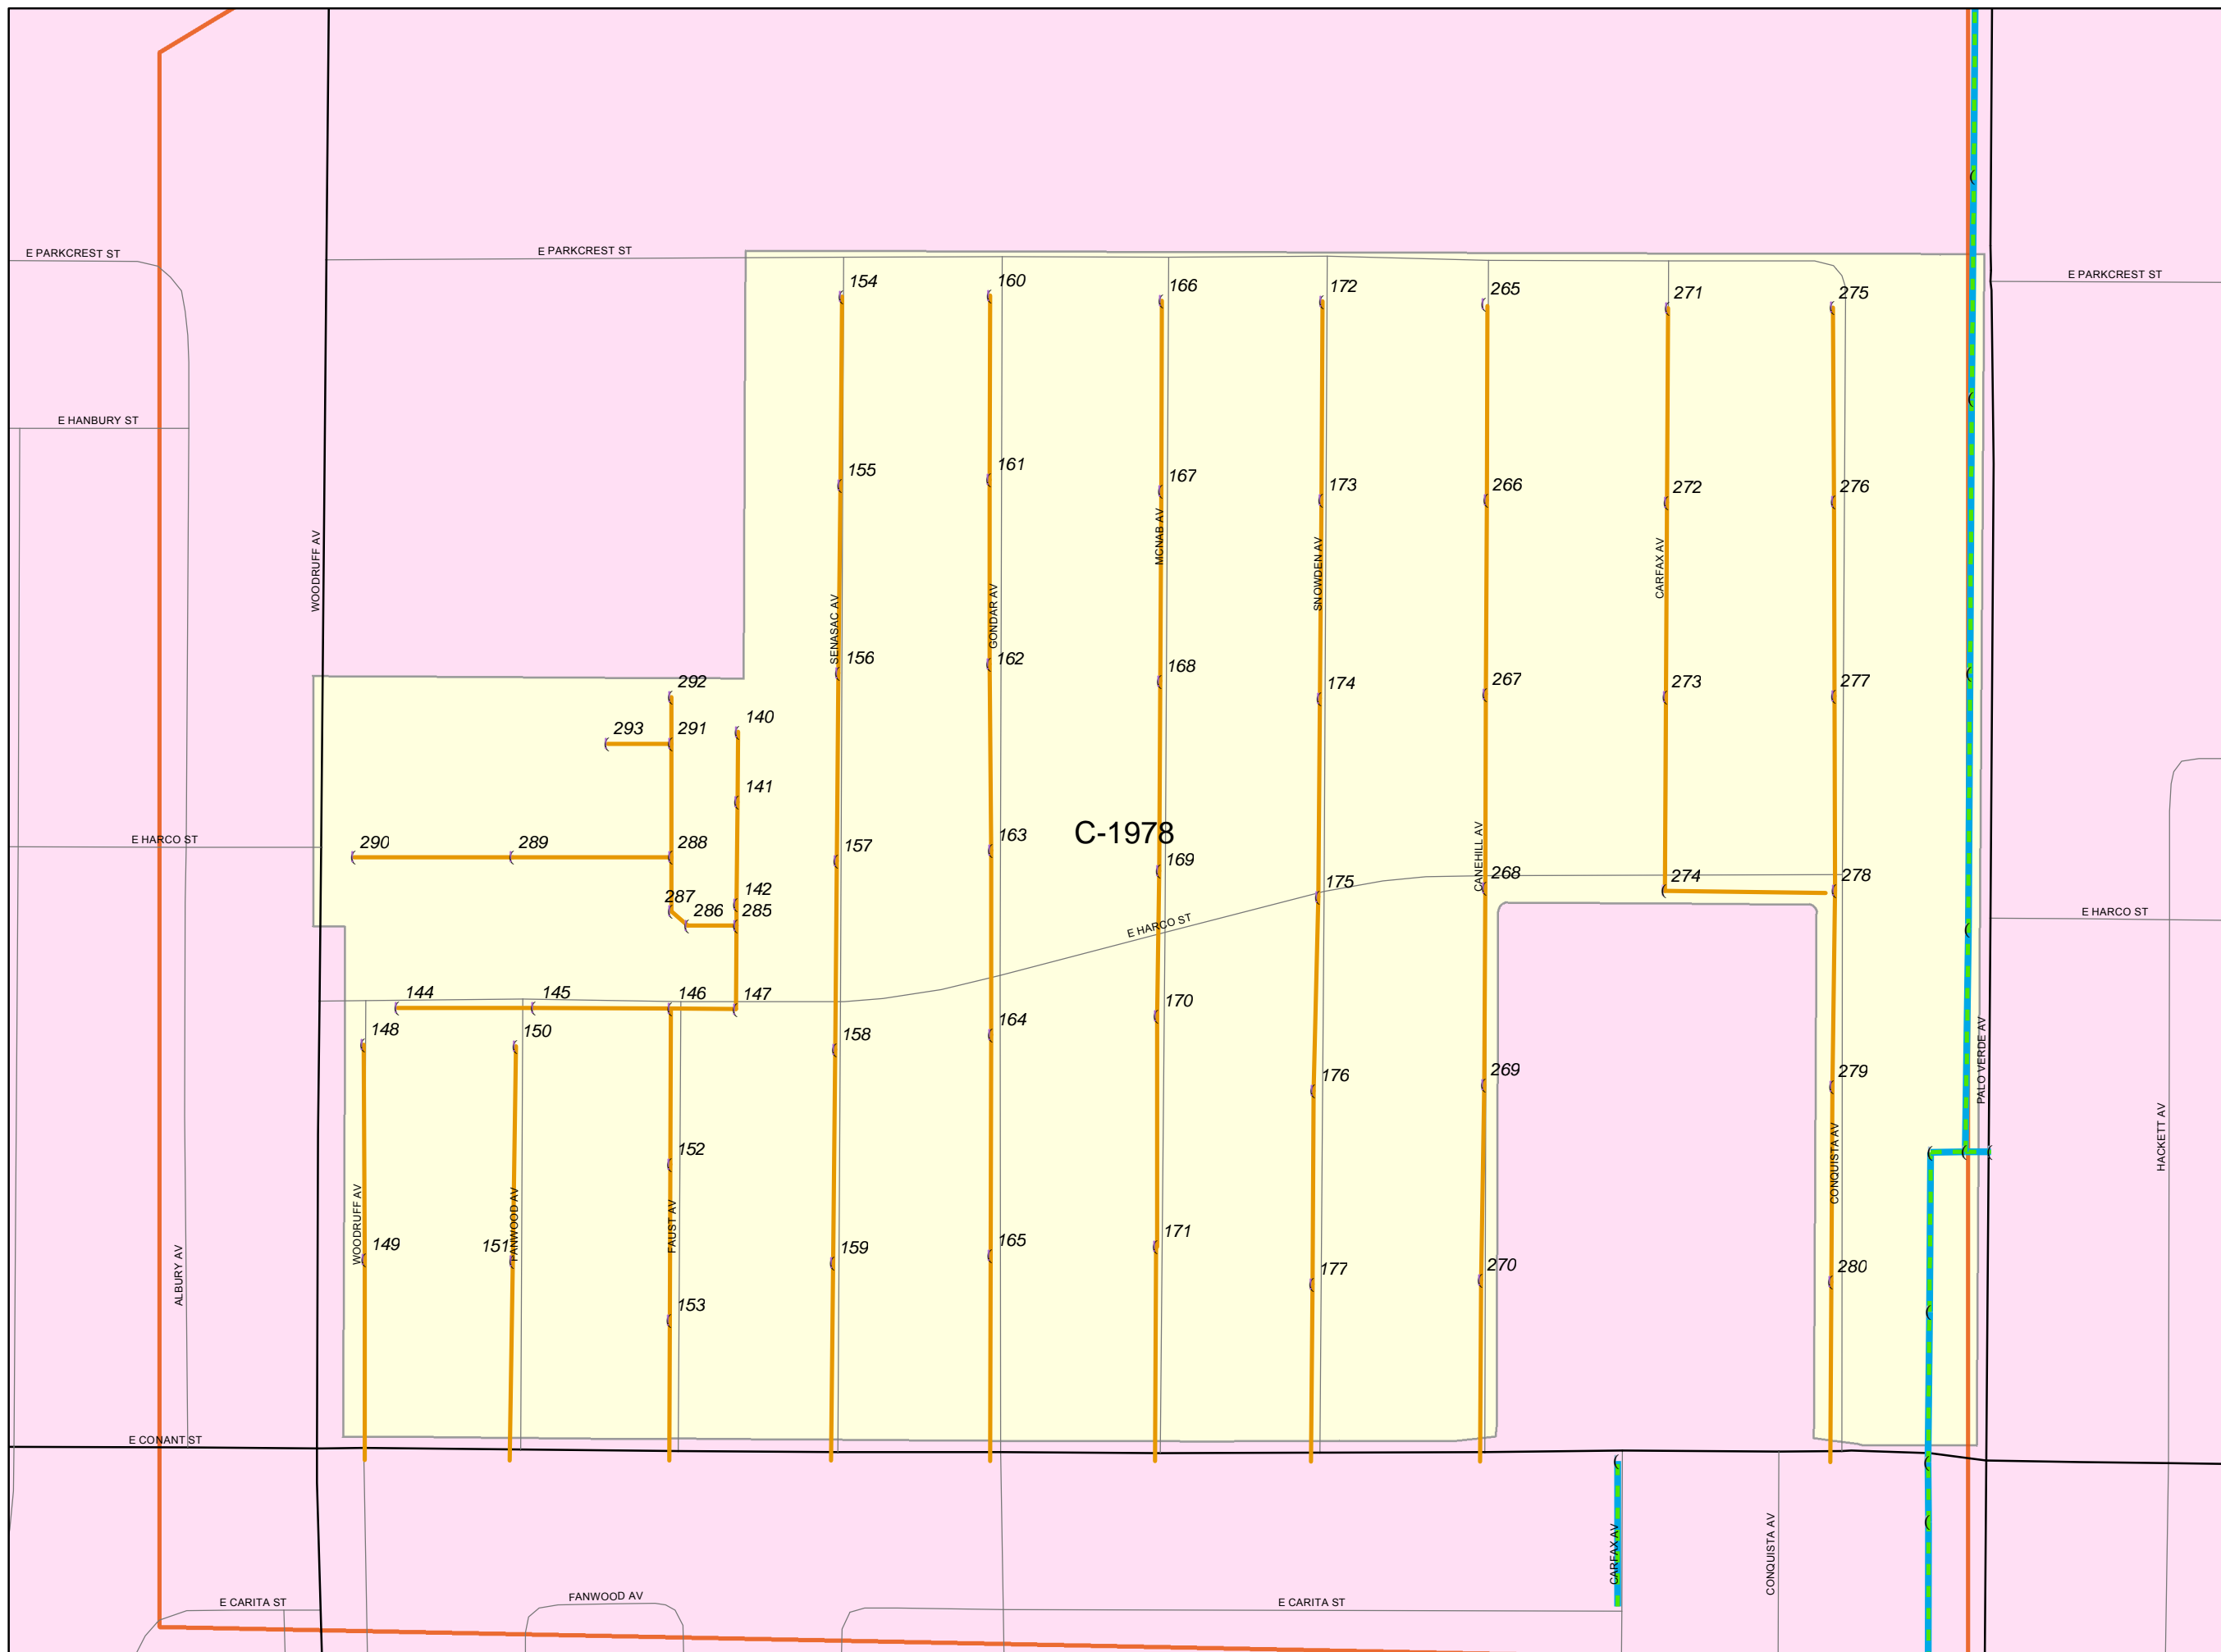 E PARKCREST ST
E PARKCREST ST
E PARKCREST ST
154
160
166
172
265
271
275
E HANBURY ST
155
161
167
173
266
272
276
WOODRUFF AV
SENASAC AV
GONDAR AV
MCNAB AV
SNOWDEN AV
CARFAX AV
156
162
168
174
267
273
277
292
293
291
140
141
C-1978
E HARCO ST
290
289
288
157
163
169
175
CANEHILL AV
268
274
278
287
286
142
285
E HARCO ST
E HARCO ST
144
145
146
147
148
150
158
164
170
176
269
279
PALO VERDE AV
HACKETT AV
152
WOODRUFF AV
FANWOOD AV
FAUST AV
CONQUISTA AV
149
151
159
165
171
177
270
280
ALBURY AV
153
E CONANT ST
CARFAX AV
CONQUISTA AV
E CARITA ST
FANWOOD AV
E CARITA ST